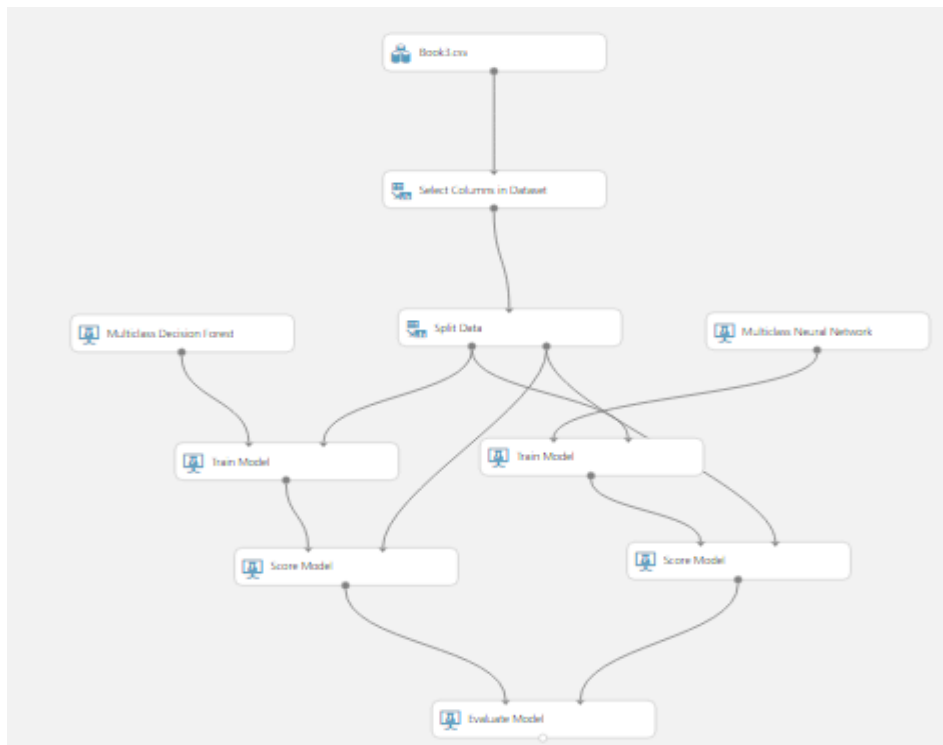 Book3.csv
Select Columns in Dataset
Multiclass Decision Forest
Split Data
Multiclass Neural Network
Train Model
Train Model
Score Model
Score Model
Evaluate Model